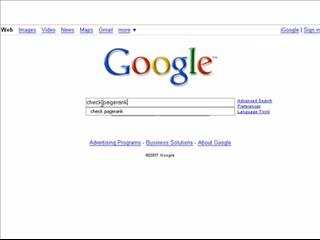 Web Images Video News Maps Gmail more ▼ iGoogle | Sign in
Google™
check pagerank Advanced Search
Preferences
check pagerank Language Tools
Advertising Programs - Business Solutions - About Google
©2007 Google